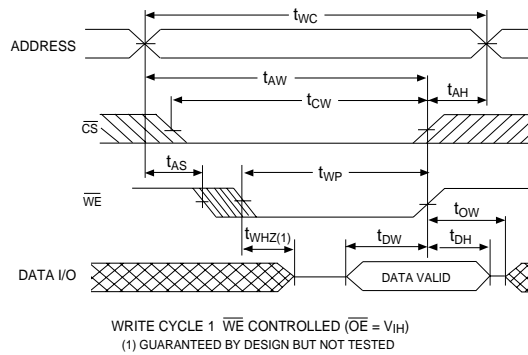 tWC
ADDRESS
tAW
tCW
tAH
CS
tAS
tWP
WE
tOW
tWHZ(1)
tDW
tDH
DATA I/O
DATA VALID
WRITE CYCLE 1 WE CONTROLLED (OE = VIH)
(1) GUARANTEED BY DESIGN BUT NOT TESTED